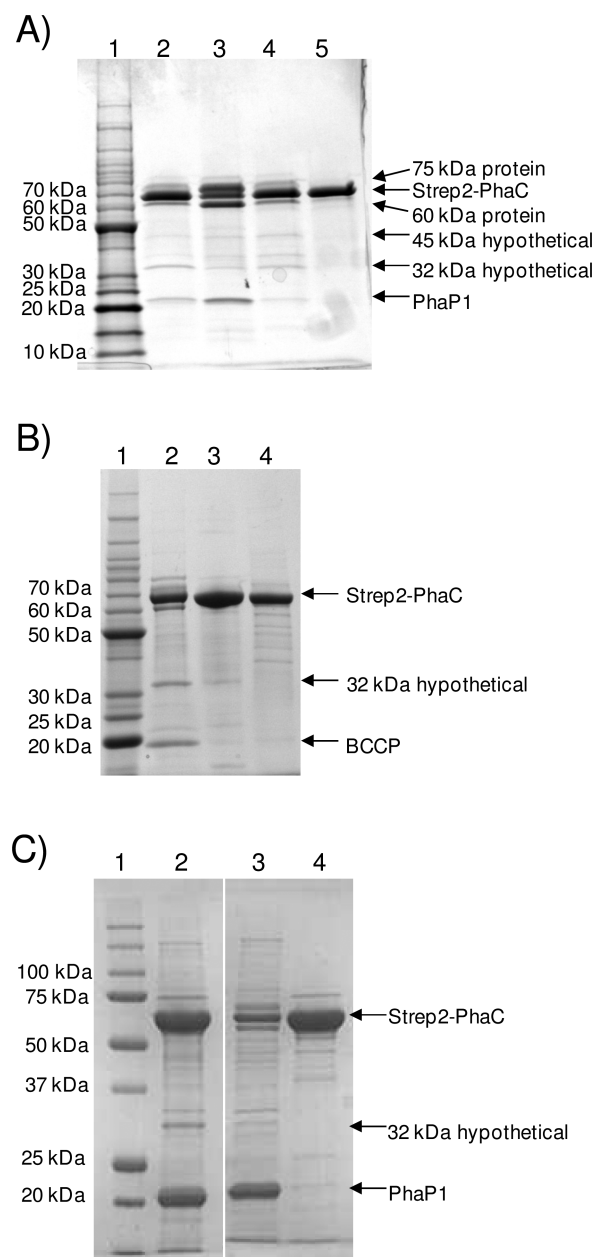 A)
1 2 3 4 5
70 kDa
60 kDa
50 kDa
30 kDa
25 kDa
20 kDa
10 kDa
75 kDa protein
Strep2-PhaC
60 kDa protein
45 kDa hypothetical
32 kDa hypothetical
PhaP1
B)
1 2 3 4
70 kDa
60 kDa
50 kDa
30 kDa
25 kDa
20 kDa
Strep2-PhaC
32 kDa hypothetical
BCCP
C)
1 2 3 4
100 kDa
75 kDa
50 kDa
37 kDa
25 kDa
20 kDa
Strep2-PhaC
32 kDa hypothetical
PhaP1